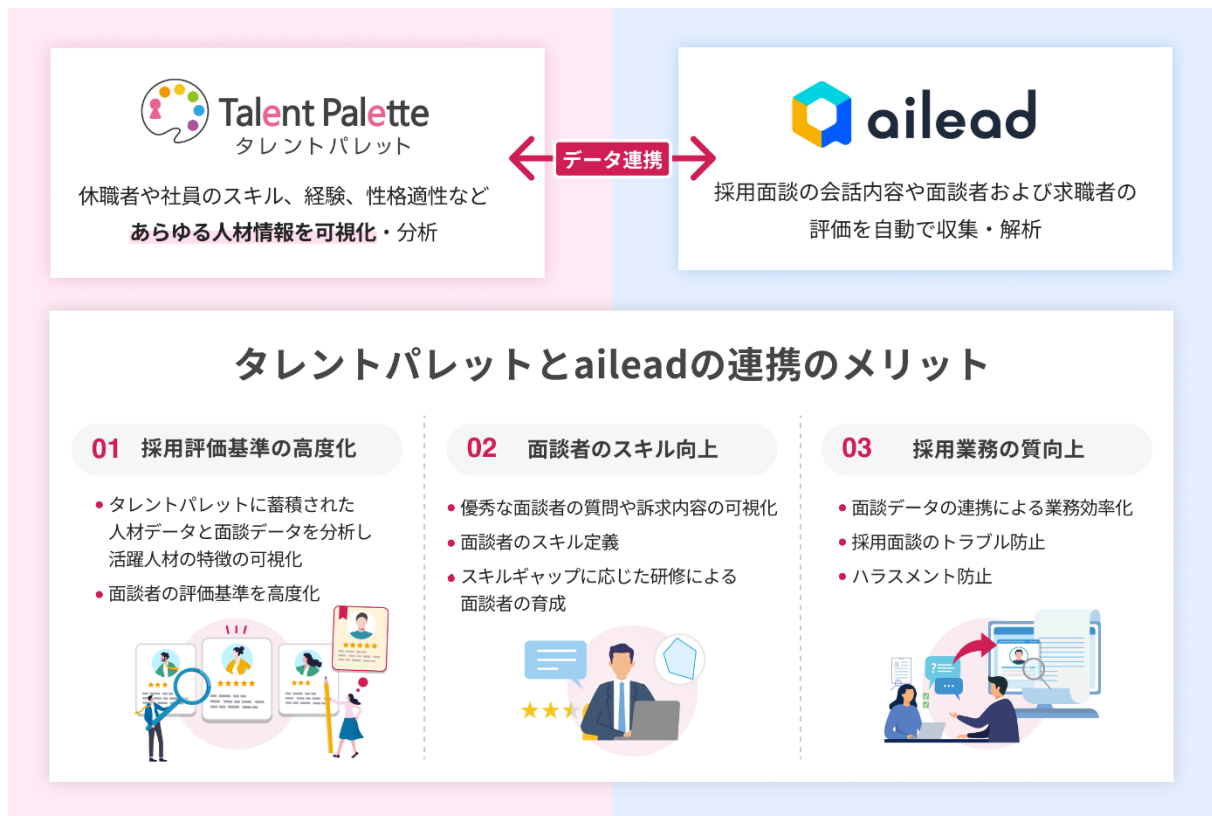 Talent Palette
タレントパレット
休職者や社員のスキル、経験、性格適性など
あらゆる人材情報を可視化・分析
データ連携
ailead
採用面談の会話内容や面談者および求職者の
評価を自動で収集・解析
タレントパレットとaileadの連携のメリット
01 採用評価基準の高度化
• タレントパレットに蓄積された
人材データと面談データを分析し
活躍人材の特徴の可視化
• 面談者の評価基準を高度化
02 面談者のスキル向上
• 優秀な面談者の質問や訴求内容の可視化
• 面談者のスキル定義
• スキルギャップに応じた研修による
面談者の育成
03 採用業務の質向上
• 面談データの連携による業務効率化
• 採用面談のトラブル防止
• ハラスメント防止
?